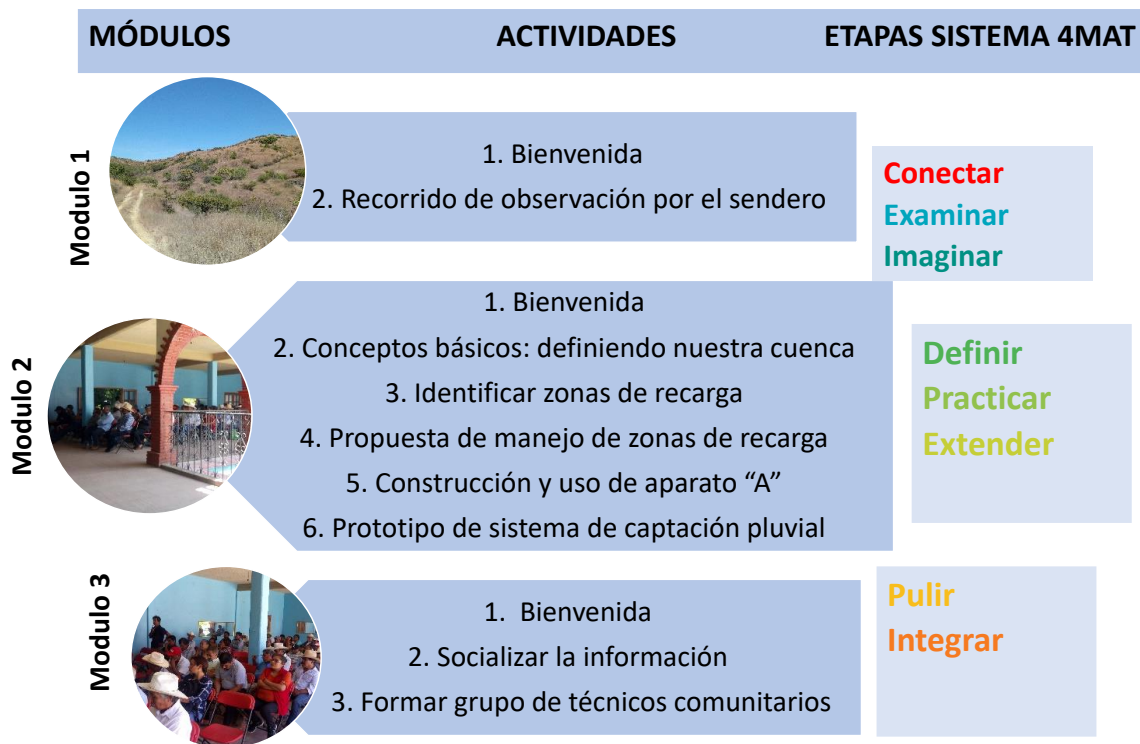 MÓDULOS ACTIVIDADES ETAPAS SISTEMA 4MAT
Modulo 1
1. Bienvenida
2. Recorrido de observación por el sendero
Conectar
Examinar
Imaginar
Modulo 2
1. Bienvenida
2. Conceptos básicos: definiendo nuestra cuenca
3. Identificar zonas de recarga
4. Propuesta de manejo de zonas de recarga
5. Construcción y uso de aparato “A”
6. Prototipo de sistema de captación pluvial
Definir
Practicar
Extender
Modulo 3
1. Bienvenida
2. Socializar la información
3. Formar grupo de técnicos comunitarios
Pulir
Integrar